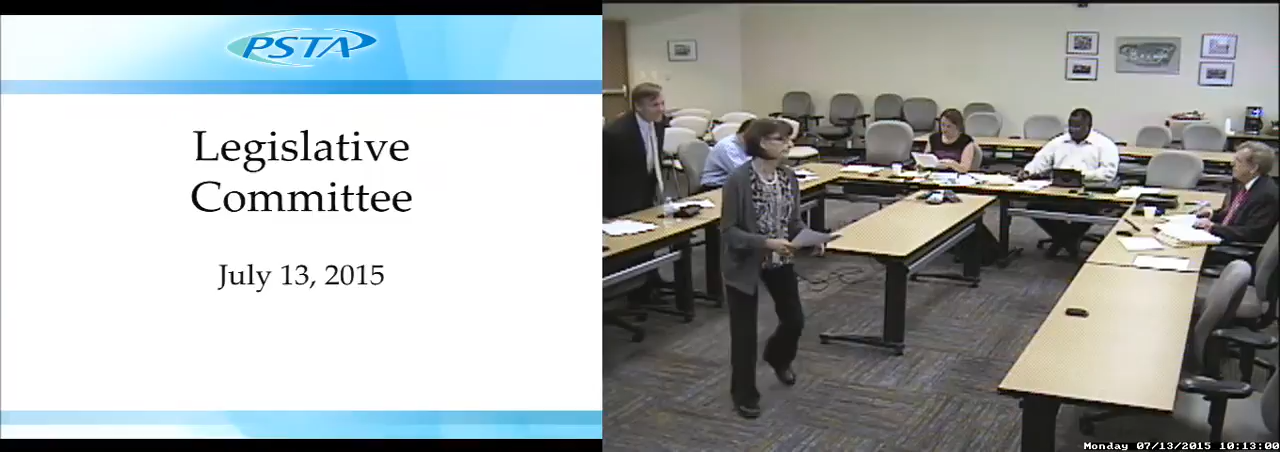 PSTA
Legislative
Committee
July 13, 2015
Monday 07/13/2015 10:13:00